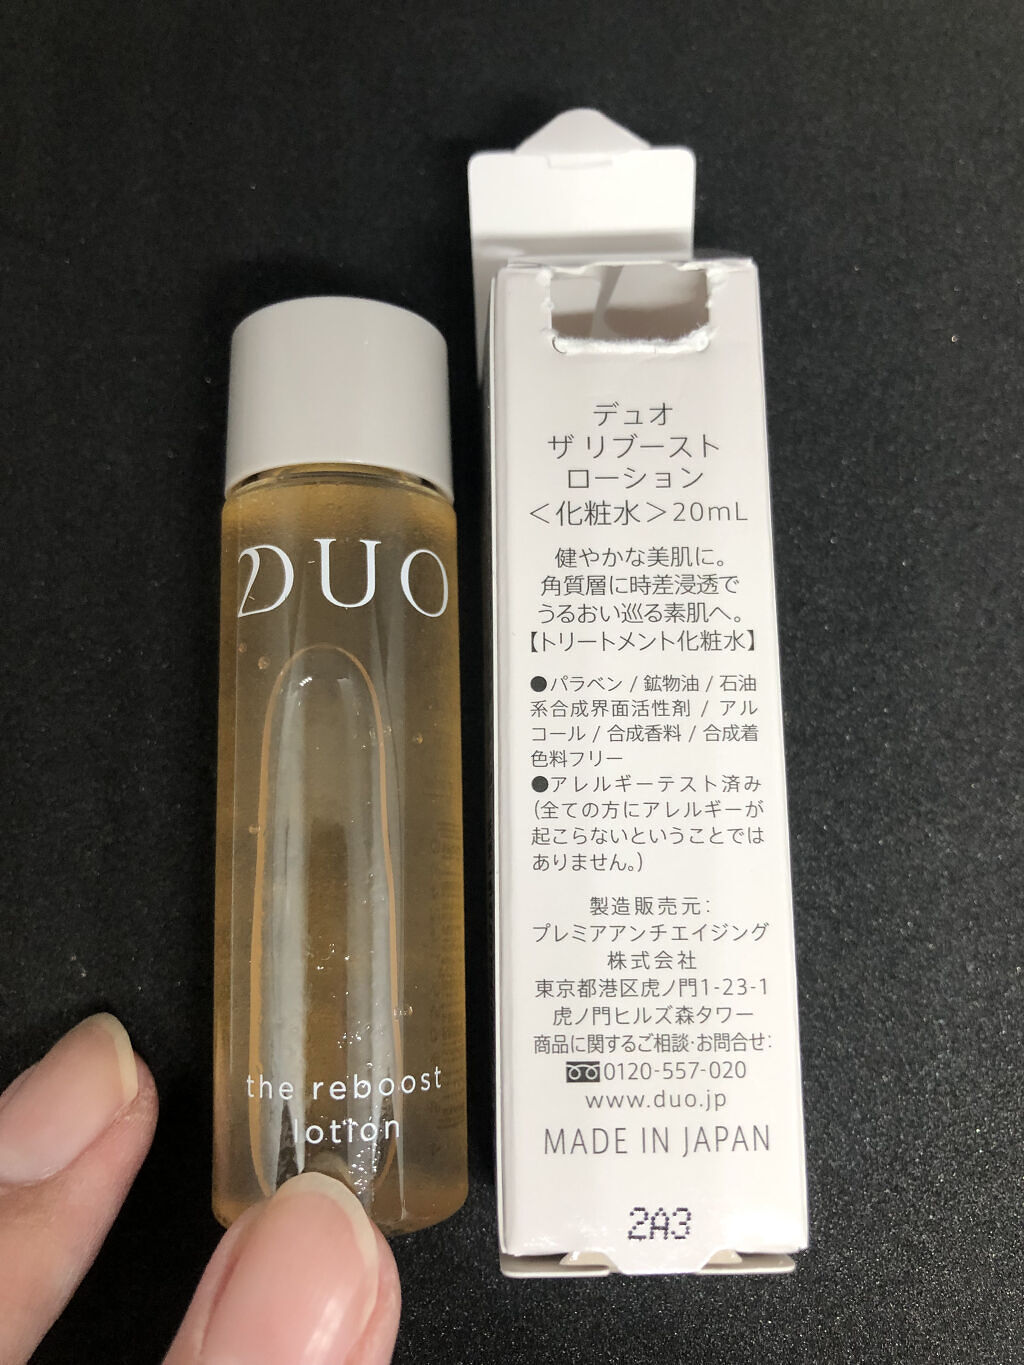 DUO
the reboost
lotion
デュオ
ザ リブースト
ローション
＜化粧水＞20mL
健やかな美肌に。
角質層に時差浸透で
うるおい巡る素肌へ。
【トリートメント化粧水】
●パラベン / 鉱物油 / 石油
系合成界面活性剤 / アル
コール / 合成香料 / 合成着
色料フリー
●アレルギーテスト済み
(全ての方にアレルギーが
起こらないということでは
ありません。)
製造販売元:
プレミアアンチエイジング
株式会社
東京都港区虎ノ門1-23-1
虎ノ門ヒルズ森タワー
商品に関するご相談・お問合せ:
0120-557-020
www.duo.jp
MADE IN JAPAN
2A3